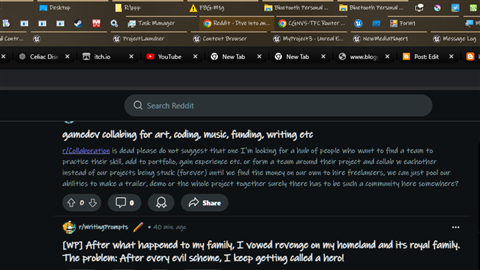 Desktop
R:\ppp
FBG-Mfg
Bluetooth Personal ...
Bluetooth Personal ...
Task Manager
Reddit - Dive into an...
CGNVS-TPC Router ...
Form1
ProjectLauncher
Content Browser
MyProject3 - Unreal E...
NewMediaPlayer1
Message Log
Celiac Dise
itch.io
YouTube
New Tab
New Tab
www.blogg
Post: Edit
Search Reddit
gamedev collabing for art, coding, music, funding, writing etc
r/Collaboration is dead please do not suggest that one I'm looking for a hub of people who want to find a team to
practice their skill, add to portfolio, gain experience etc. or form a team around their project and collab w eachother
instead of our projects being stuck (forever) until we find the money on our own to hire freelancers, we can just pool our
abilities to make a trailer, demo or the whole project together surely there has to be such a community here somewhere?
0
0
Share
r/WritingPrompts • 40 min. ago
[WP] After what happened to my family, I vowed revenge on my homeland and its royal family.
The problem: After every evil scheme, I keep getting called a hero!